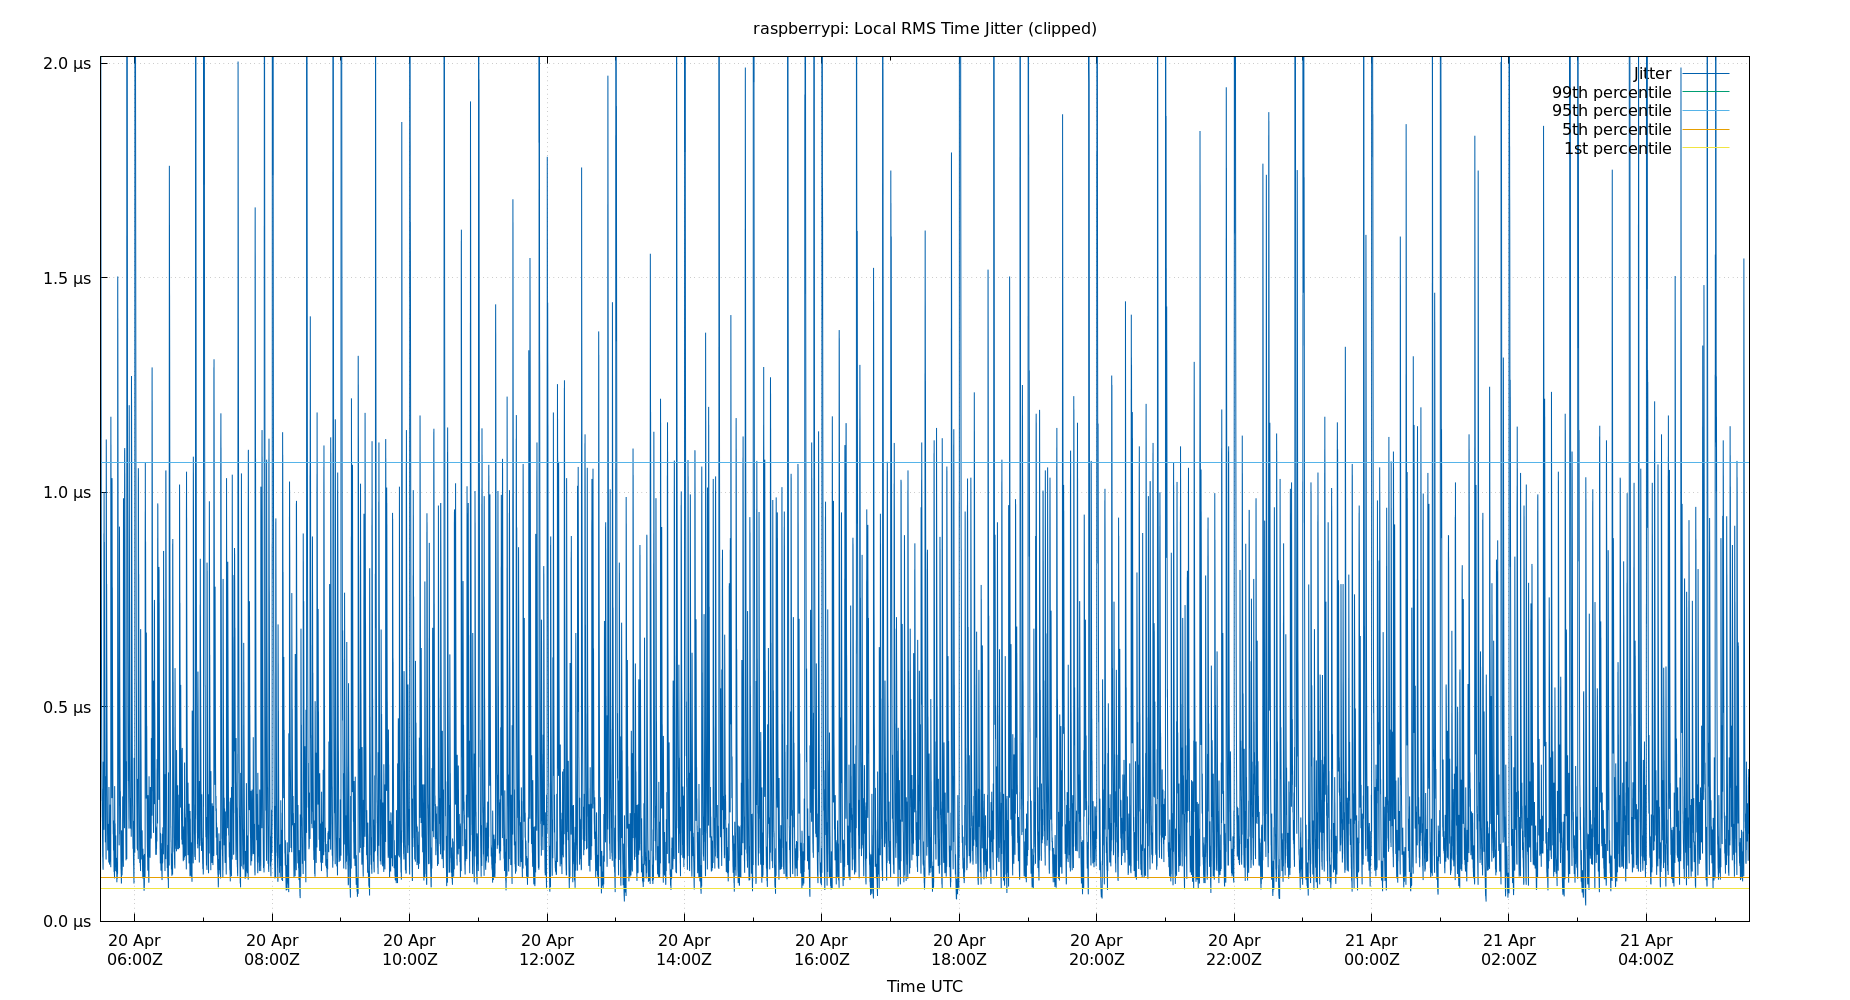 raspberrypi: Local RMS Time Jitter (clipped)
2.0 µs
1.5 µs
1.0 µs
0.5 µs
0.0 µs
Jitter
99th percentile
95th percentile
5th percentile
1st percentile
20 Apr 20 Apr 20 Apr 20 Apr 20 Apr 20 Apr 20 Apr 20 Apr 20 Apr 21 Apr 21 Apr 21 Apr
06:00Z 08:00Z 10:00Z 12:00Z 14:00Z 16:00Z 18:00Z 20:00Z 22:00Z 00:00Z 02:00Z 04:00Z
Time UTC